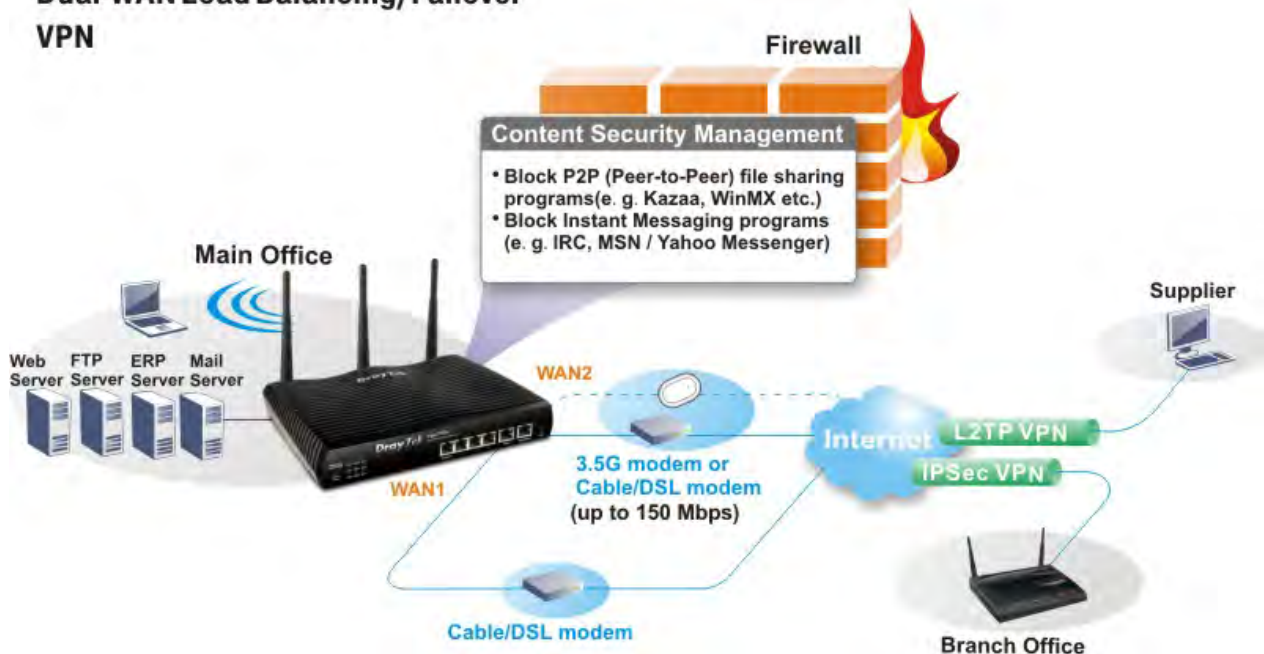 VPN
Firewall
Content Security Management
• Block P2P (Peer-to-Peer) file sharing
programs(e. g. Kazaa, WinMX etc.)
• Block Instant Messaging programs
(e. g. IRC, MSN / Yahoo Messenger)
Main Office
Web FTP ERP Mail
Server Server Server Server
DrayTek
WAN2
WAN1
3.5G modem or
Cable/DSL modem
(up to 150 Mbps)
Cable/DSL modem
Internet
L2TP VPN
IPSec VPN
Supplier
Branch Office